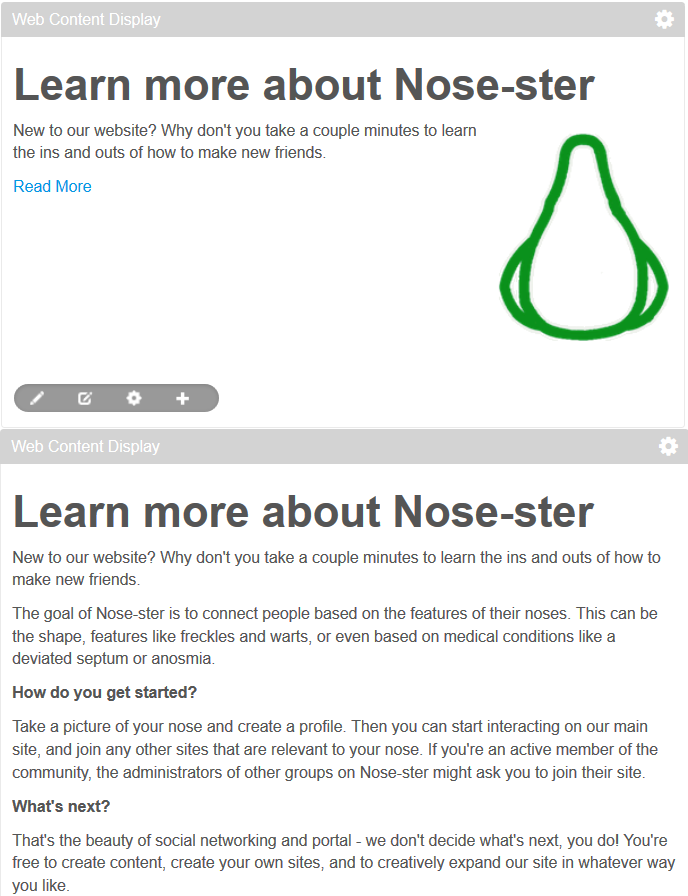 Web Content Display
Learn more about Nose-ster
New to our website? Why don't you take a couple minutes to learn
the ins and outs of how to make new friends.
Read More
Web Content Display
Learn more about Nose-ster
New to our website? Why don't you take a couple minutes to learn the ins and outs of how to
make new friends.
The goal of Nose-ster is to connect people based on the features of their noses. This can be
the shape, features like freckles and warts, or even based on medical conditions like a
deviated septum or anosmia.
How do you get started?
Take a picture of your nose and create a profile. Then you can start interacting on our main
site, and join any other sites that are relevant to your nose. If you're an active member of the
community, the administrators of other groups on Nose-ster might ask you to join their site.
What's next?
That's the beauty of social networking and portal - we don't decide what's next, you do! You're
free to create content, create your own sites, and to creatively expand our site in whatever way
you like.